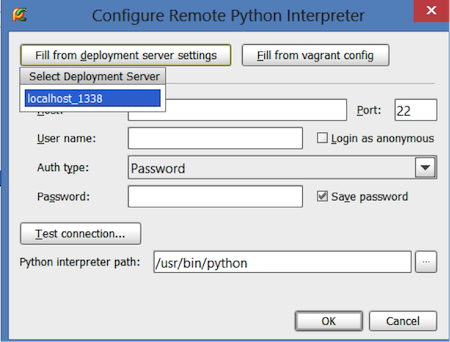 Configure Remote Python Interpreter
Fill from deployment server settings Fill from vagrant config
Select Deployment Server
localhost_1338
Port: 22
User name: Login as anonymous
Auth type: Password
Password: Save password
Test connection...
Python interpreter path: /usr/bin/python ...
OK Cancel